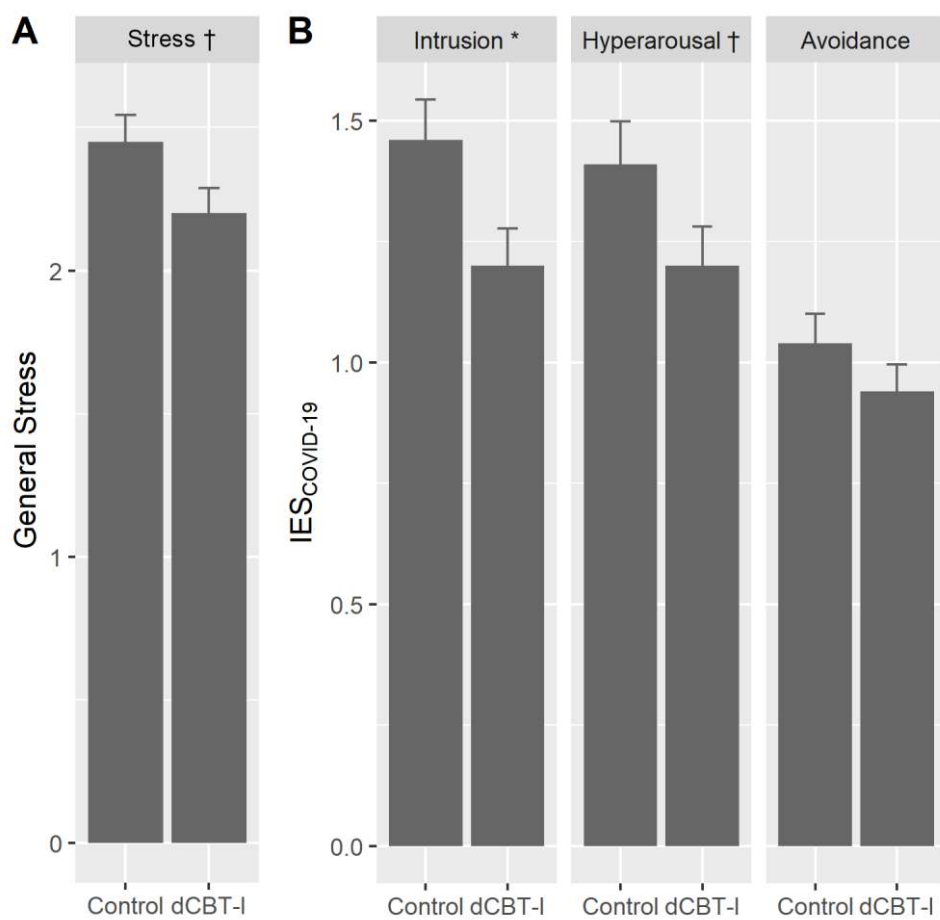 A
Stress †
General Stress
2
1
0
Control dCBT-I
B
Intrusion *
Hyperarousal †
Avoidance
IESCOVID-19
1.5
1.0
0.5
0.0
Control dCBT-I
Control dCBT-I
Control dCBT-I